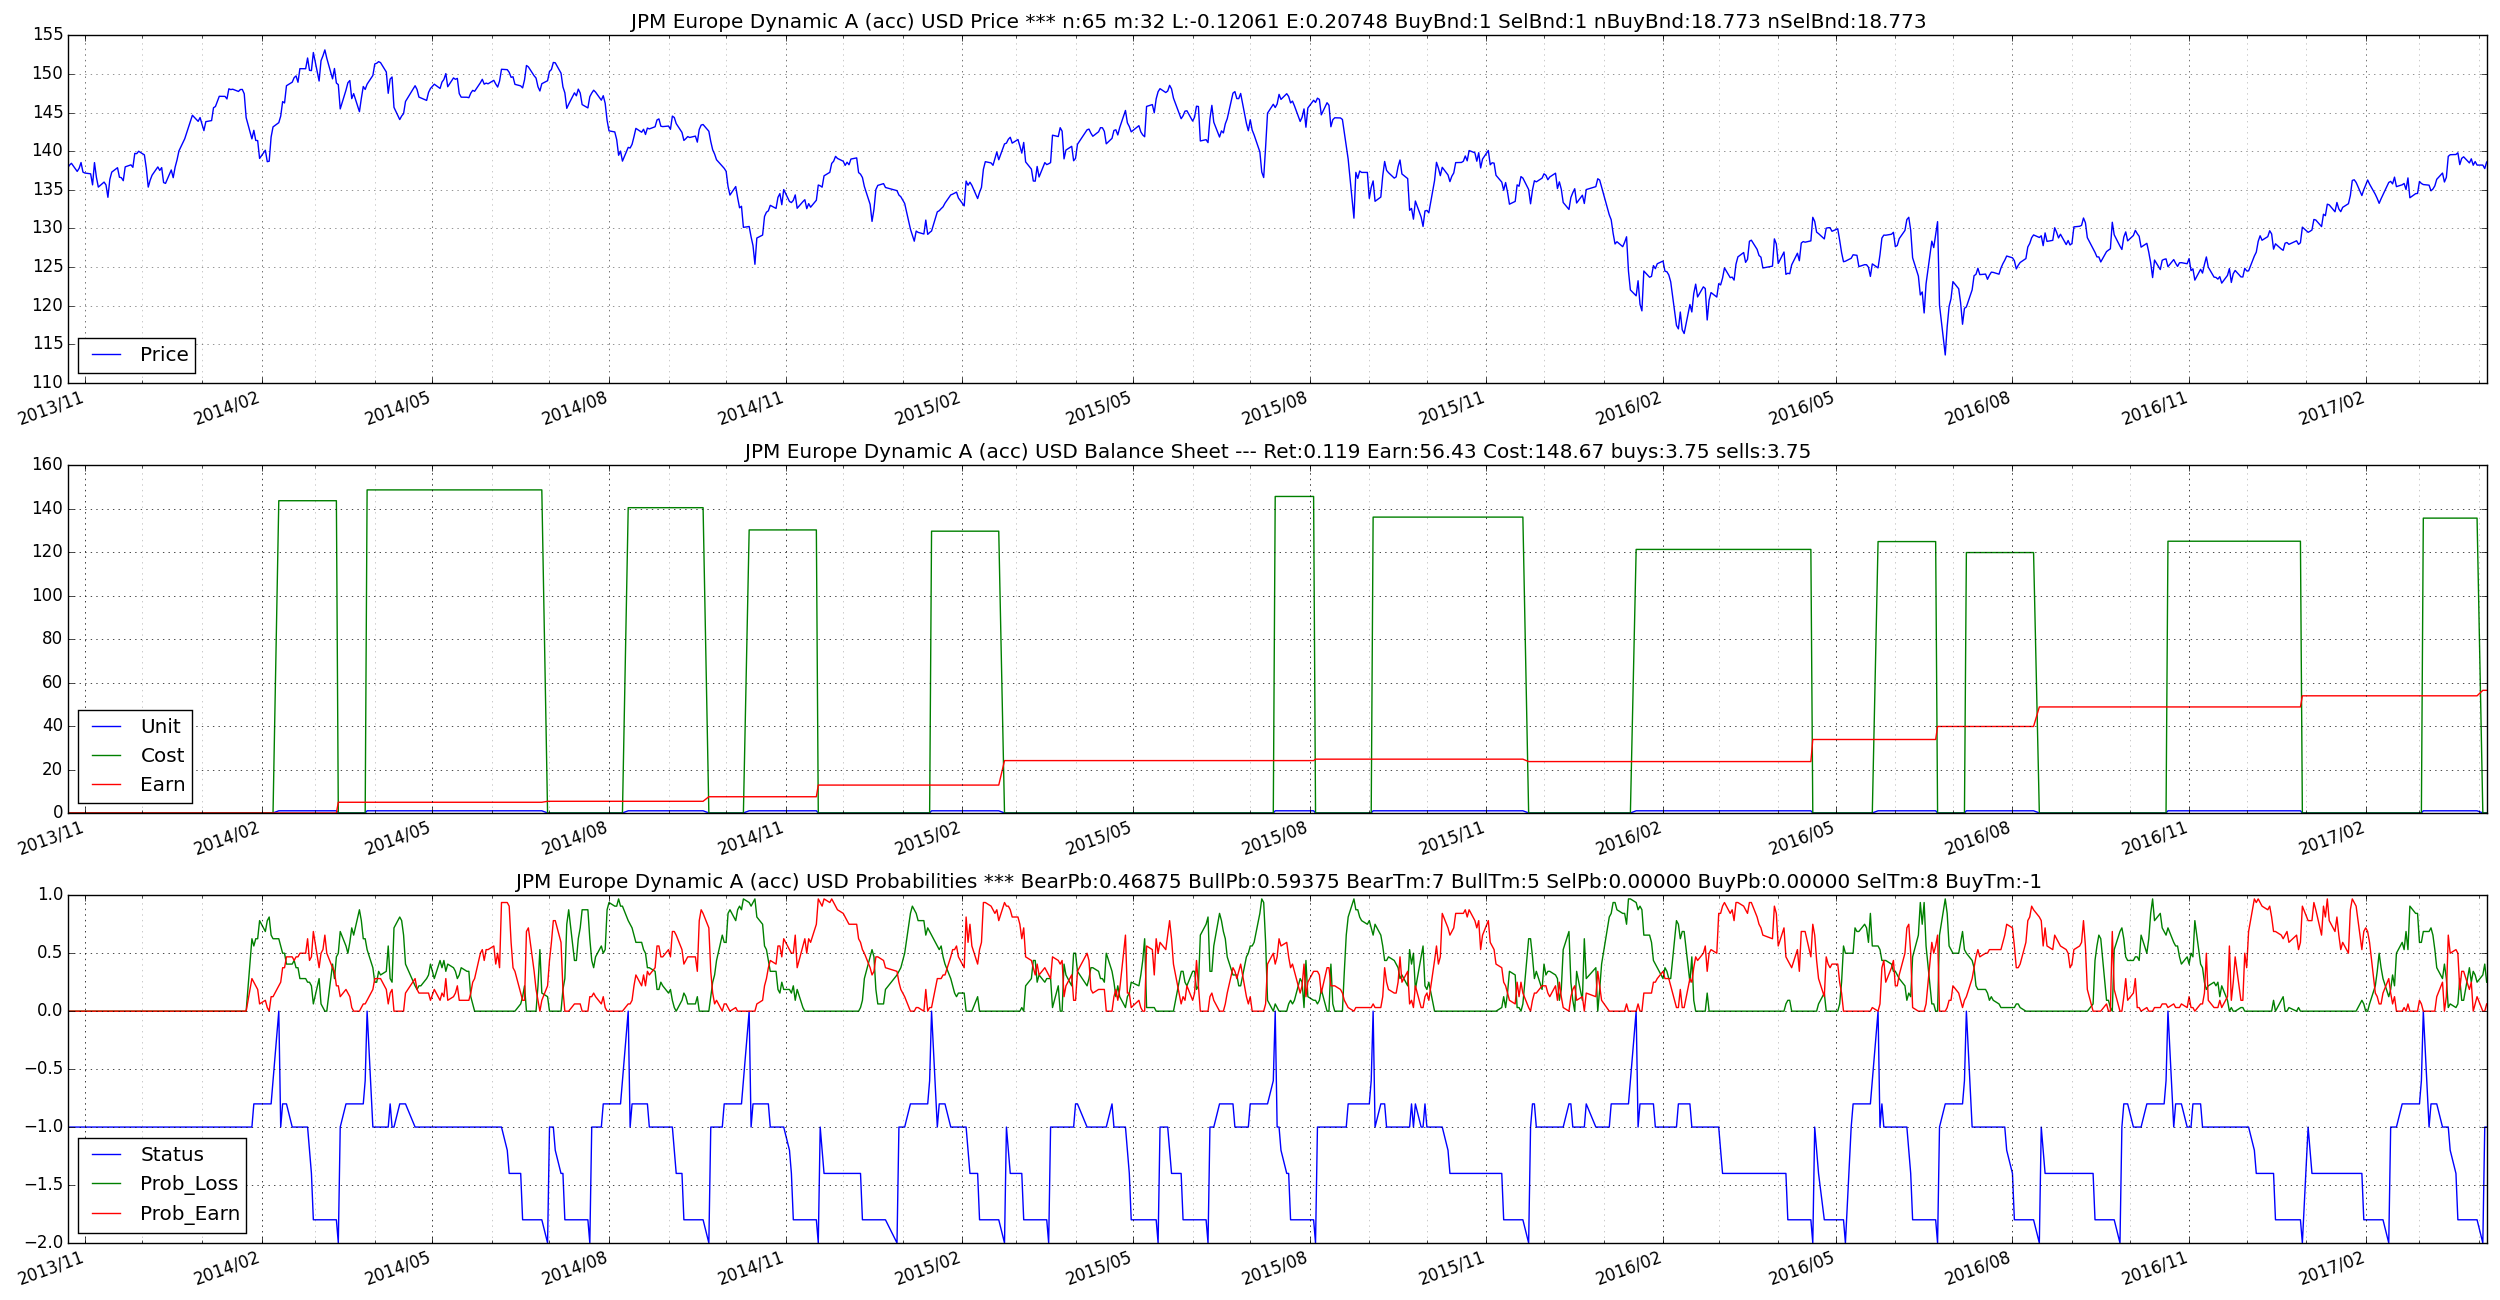 JPM Europe Dynamic A (acc) USD Price *** n:65 m:32 L:-0.12061 E:0.20748 BuyBnd:1 SelBnd:1 nBuyBnd:18.773 nSelBnd:18.773
155
150
145
140
135
130
125
120
115
110
Price
2013/11 2014/02 2014/05 2014/08 2014/11 2015/02 2015/05 2015/08 2015/11 2016/02 2016/05 2016/08 2016/11 2017/02
JPM Europe Dynamic A (acc) USD Balance Sheet --- Ret:0.119 Earn:56.43 Cost:148.67 buys:3.75 sells:3.75
160
140
120
100
80
60
40
20
0
Unit
Cost
Earn
2013/11 2014/02 2014/05 2014/08 2014/11 2015/02 2015/05 2015/08 2015/11 2016/02 2016/05 2016/08 2016/11 2017/02
JPM Europe Dynamic A (acc) USD Probabilities *** BearPb:0.46875 BullPb:0.59375 BearTm:7 BullTm:5 SelPb:0.00000 BuyPb:0.00000 SelTm:8 BuyTm:-1
1.0
0.5
0.0
−0.5
−1.0
−1.5
−2.0
Status
Prob_Loss
Prob_Earn
2013/11 2014/02 2014/05 2014/08 2014/11 2015/02 2015/05 2015/08 2015/11 2016/02 2016/05 2016/08 2016/11 2017/02